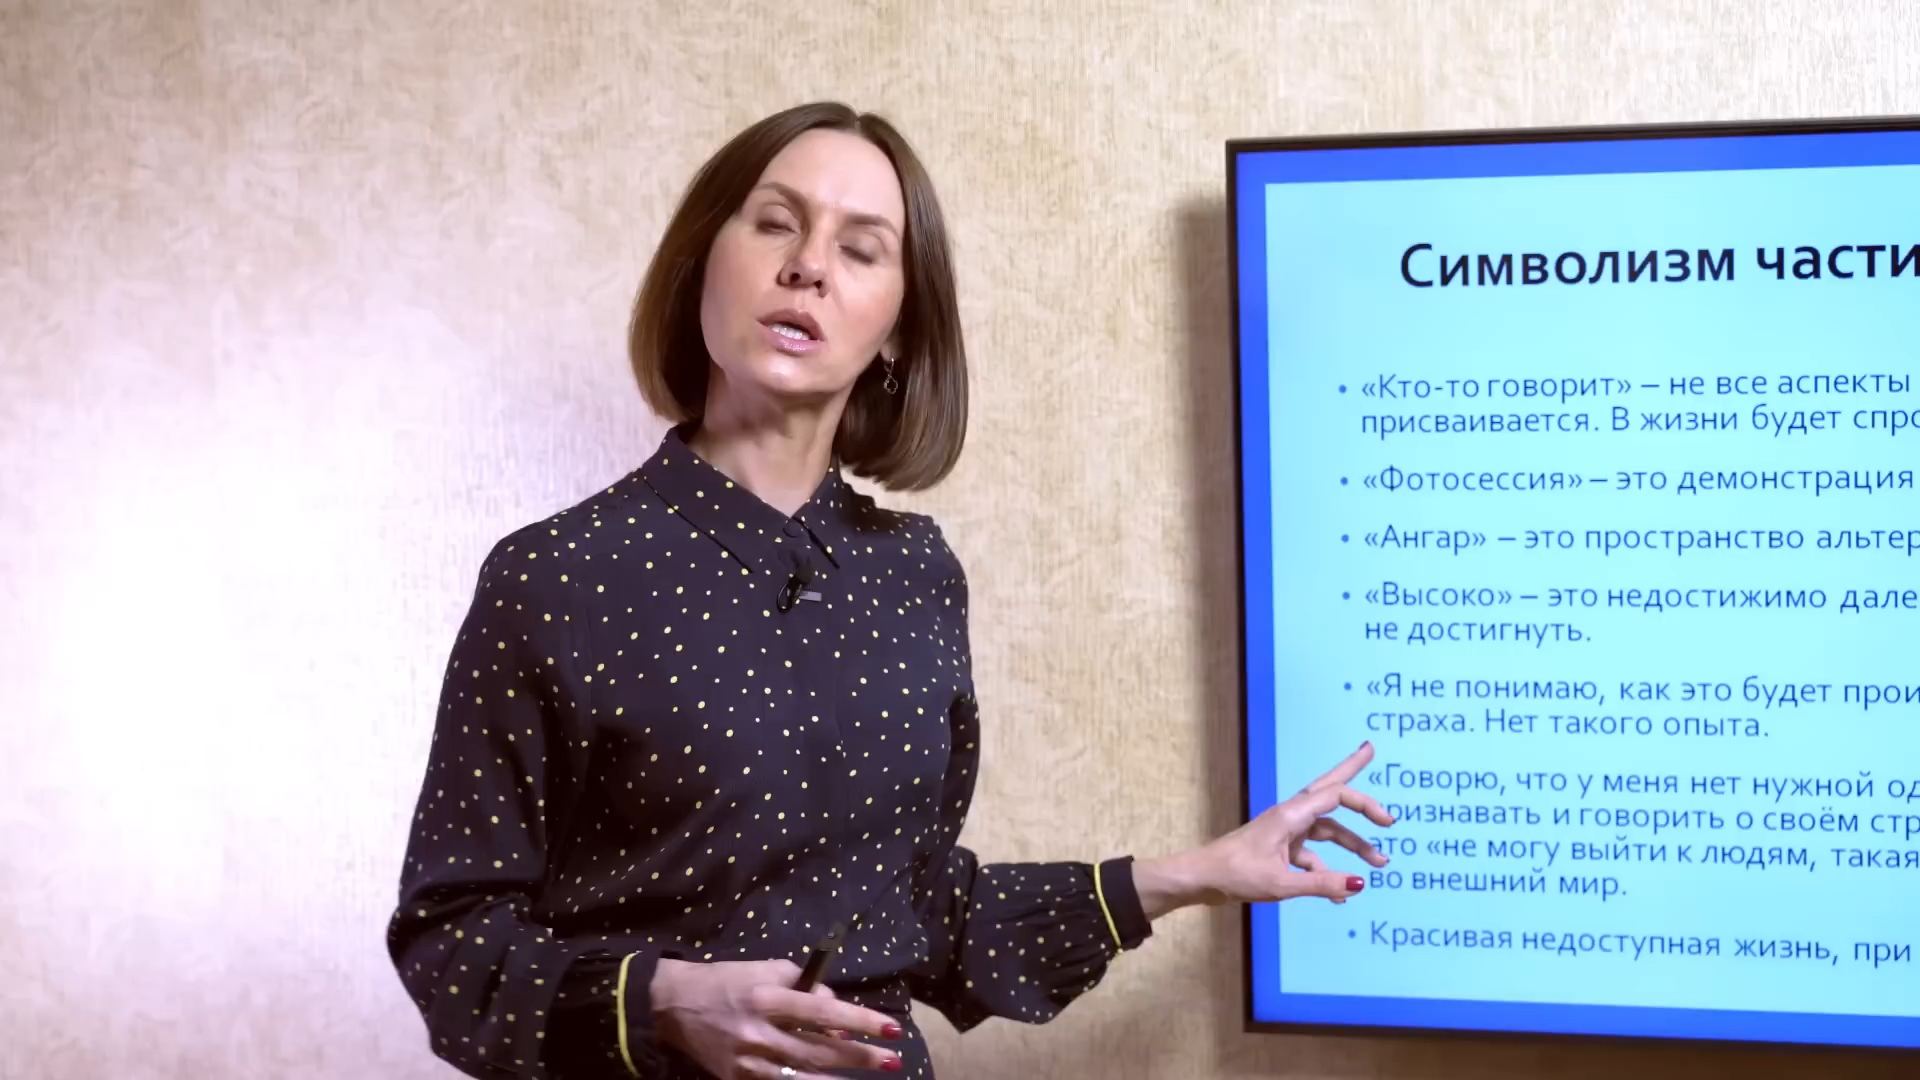 Символизм части
• «Кто-то говорит» – не все аспекты
присваивается. В жизни будет спро
• «Фотосессия» – это демонстрация
• «Ангар» – это пространство альтер
• «Высоко» – это недостижимо дале
не достигнуть.
• «Я не понимаю, как это будет прои
страха. Нет такого опыта.
«Говорю, что у меня нет нужной од
признавать и говорить о своём стр
это «не могу выйти к людям, такая
во внешний мир.
• Красивая недоступная жизнь, при